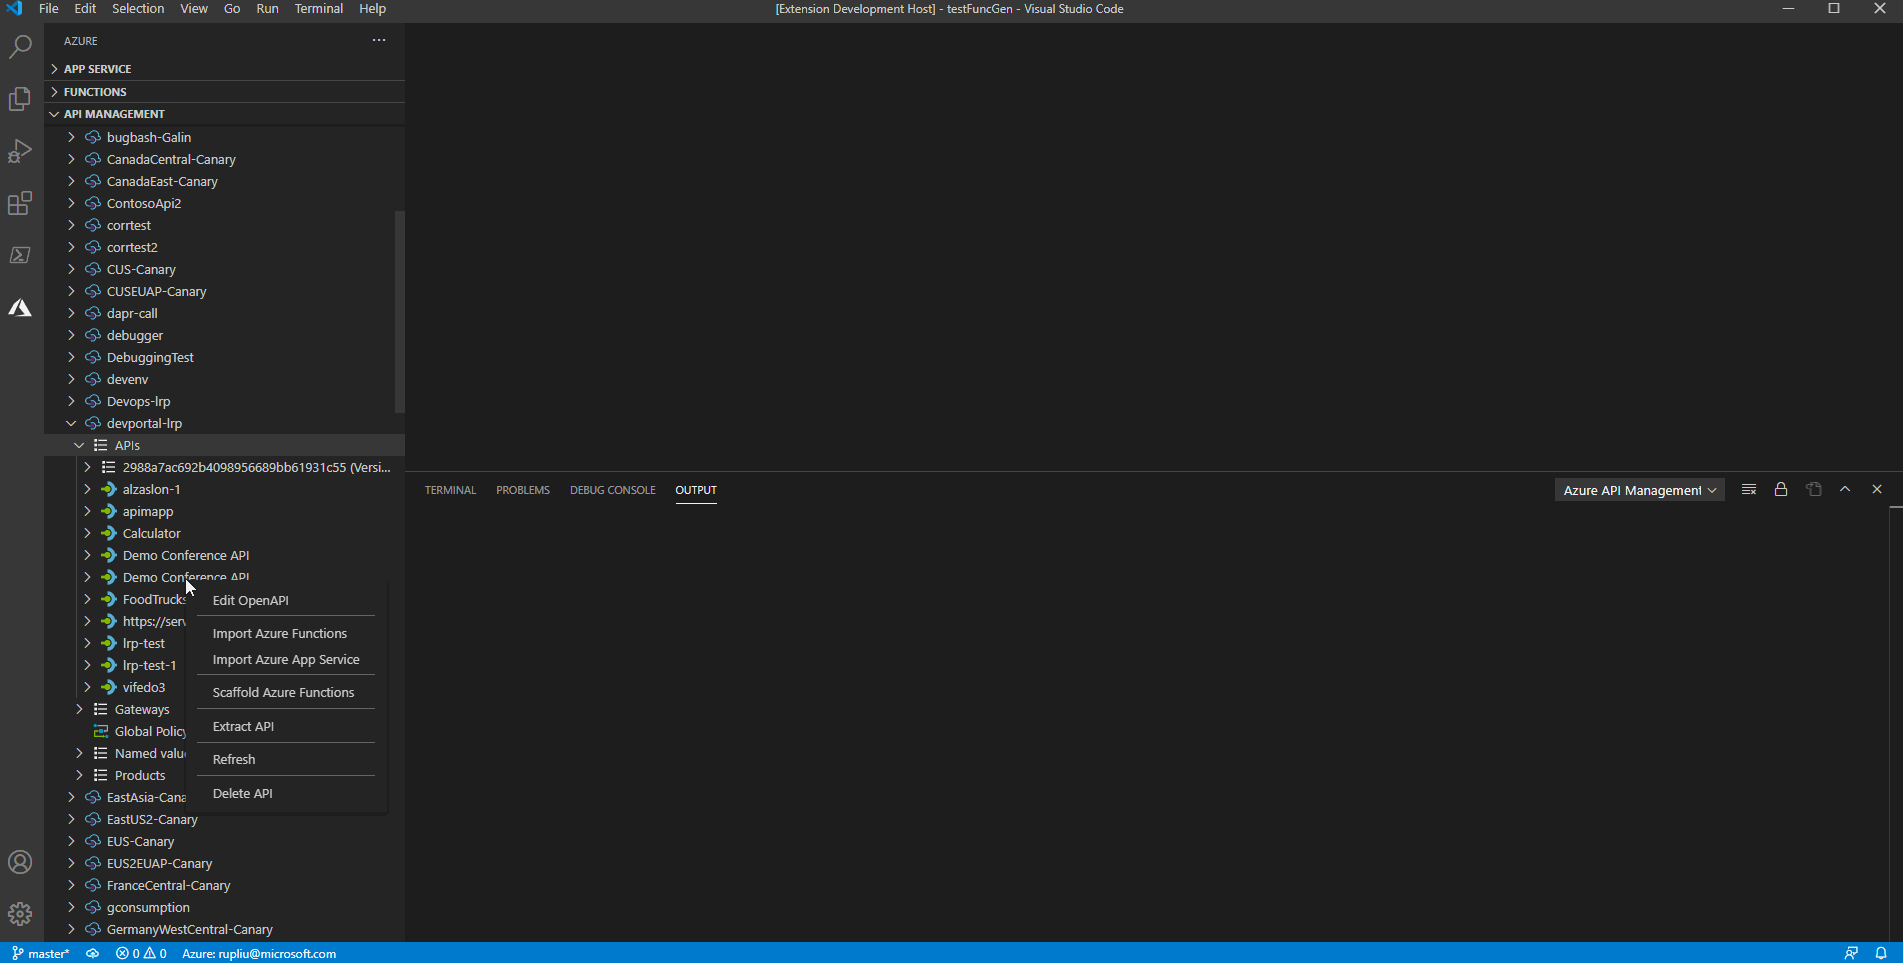 File Edit Selection View Go Run Terminal Help
[Extension Development Host] - testFuncGen - Visual Studio Code
AZURE
APP SERVICE
FUNCTIONS
API MANAGEMENT
bugbash-Galin
CanadaCentral-Canary
CanadaEast-Canary
ContosoApi2
corrtest
corrtest2
CUS-Canary
CUSEUAP-Canary
dapr-call
debugger
DebuggingTest
devenv
Devops-lrp
devportal-lrp
APIs
2988a7ac692b4098956689bb61931c55 (Versi...
alzaslon-1
apimapp
Calculator
Demo Conference API
Demo Conference API
FoodTrucks
https://serv
lrp-test
lrp-test-1
vifedo3
Gateways
Global Policy
Named valu
Products
EastAsia-Cana
EastUS2-Canary
EUS-Canary
EUS2EUAP-Canary
FranceCentral-Canary
gconsumption
GermanyWestCentral-Canary
Edit OpenAPI
Import Azure Functions
Import Azure App Service
Scaffold Azure Functions
Extract API
Refresh
Delete API
TERMINAL PROBLEMS DEBUG CONSOLE OUTPUT
Azure API Management
master* 0 0 Azure: rupliu@microsoft.com